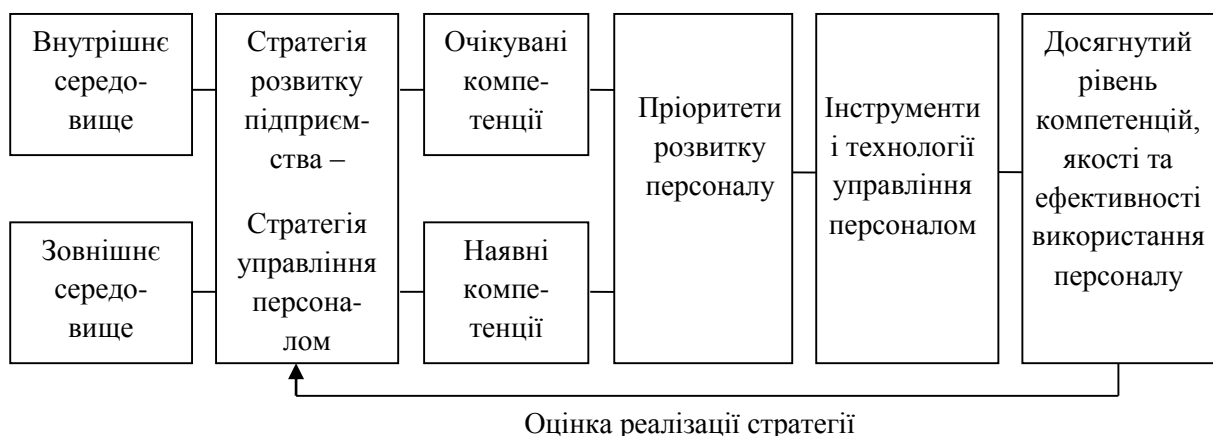 Внутрішнє
середо-
вище
Зовнішнє
середо-
вище
Стратегія
розвитку
підприєм-
ства –
Стратегія
управління
персона-
лом
Очікувані
компе-
тенції
Наявні
компе-
тенції
Пріоритети
розвитку
персоналу
Інструменти
і технології
управління
персоналом
Досягнутий
рівень
компетенцій,
якості та
ефективності
використання
персоналу
Оцінка реалізації стратегії